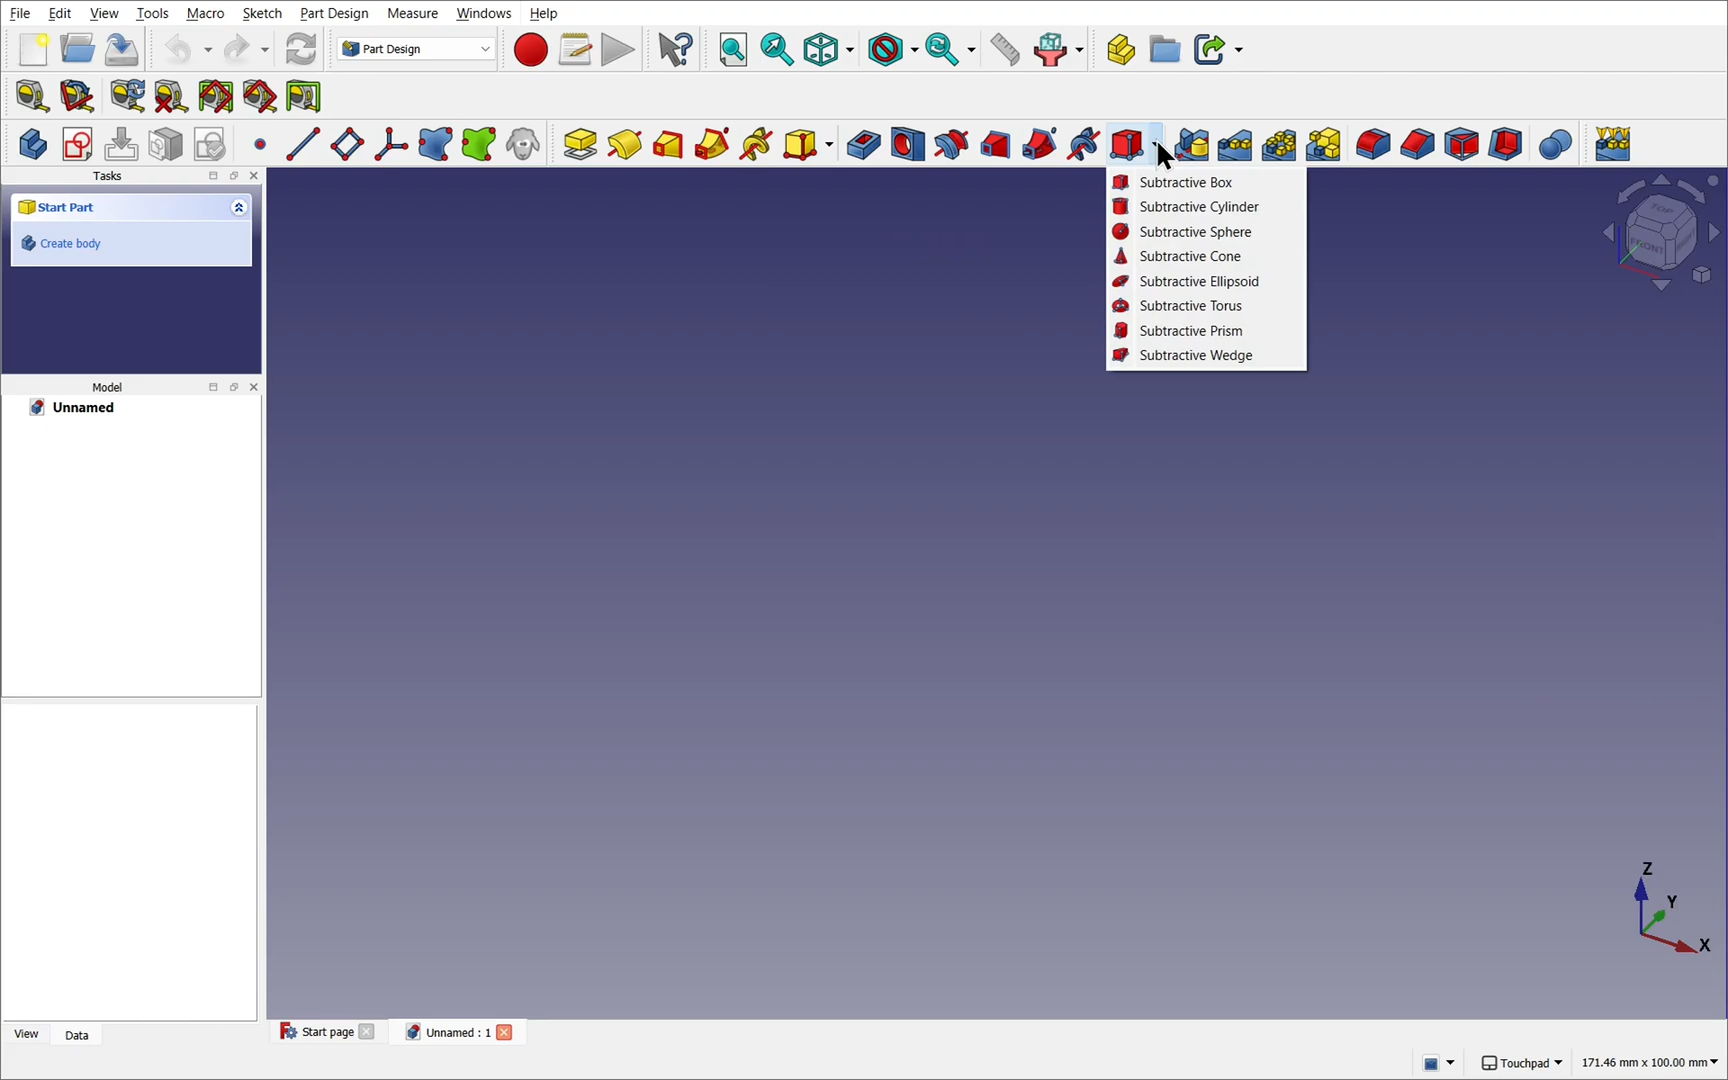 File Edit View Tools Macro Sketch Part Design Measure Windows Help
Part Design
Tasks
Start Part
Create body
Model
Unnamed
Subtractive Box
Subtractive Cylinder
Subtractive Sphere
Subtractive Cone
Subtractive Ellipsoid
Subtractive Torus
Subtractive Prism
Subtractive Wedge
TOP
FRONT
Z
Y
X
View Data
Start page Unnamed : 1
Touchpad 171.46 mm x 100.00 mm